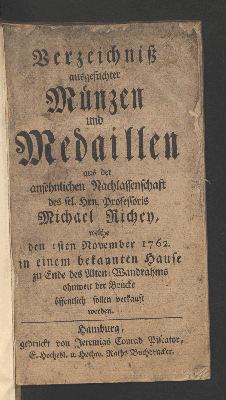 Verzeichniß
ausgesuchter
Münzen
und
Medaillen
aus der
ansehnlichen Nachlassenschaft
des sel. Hrn. Professoris
Michael Richey,
welche
den 1sten November 1762.
in einem bekannten Hause
zu Ende des Alten-Wandrahms
ohnweit der Brücke
öffentlich sollen verkauft
werden.
Hamburg,
gedruckt von Jeremias Conrad Piscator,
E. Hochedl. u. Hochw. Raths Buchdrucker.